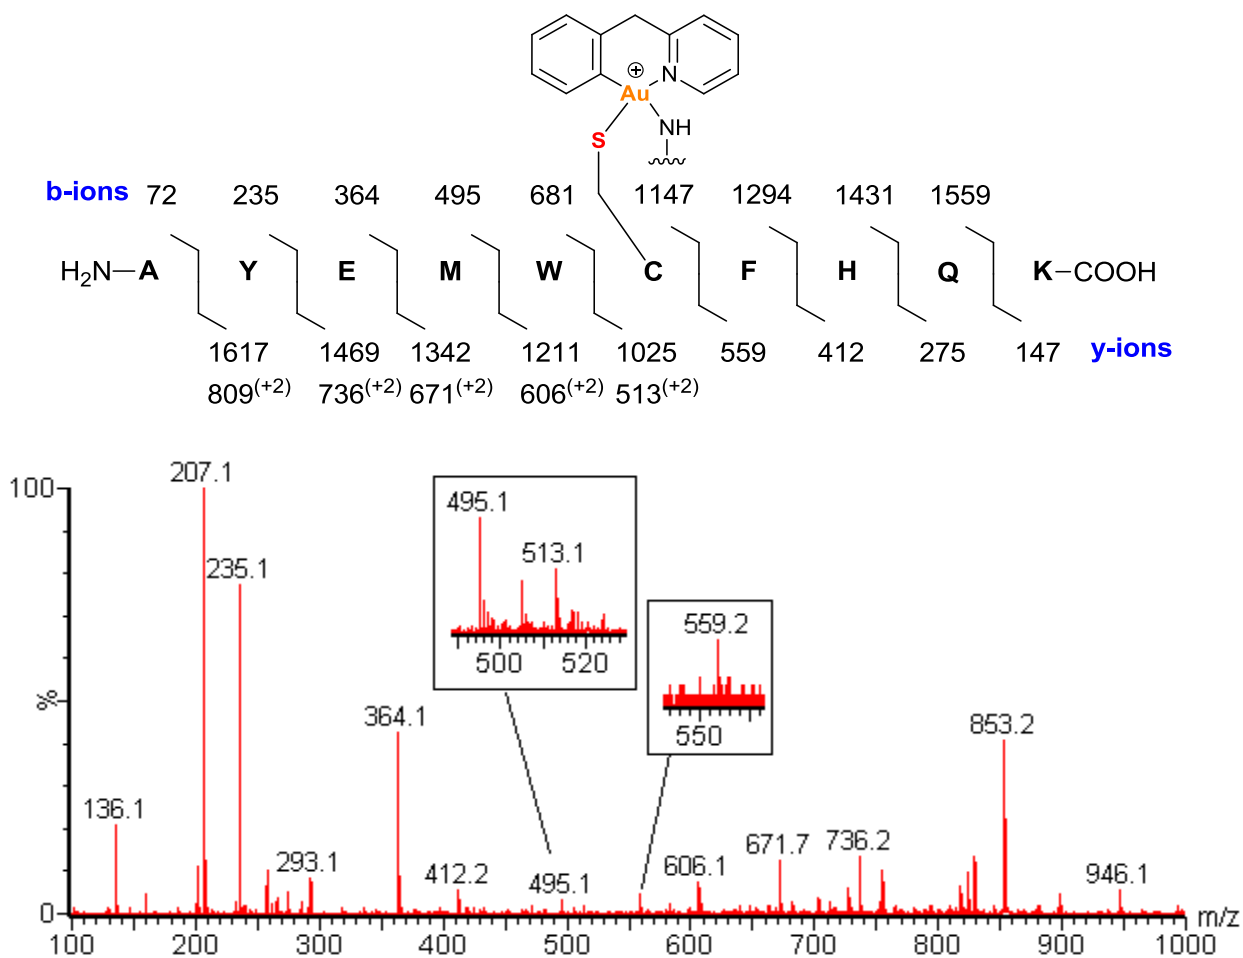 ⊕
N
Au
S
NH
b-ions 72 235 364 495 681 1147 1294 1431 1559
H₂N–A Y E M W C F H Q K–COOH
1617 1469 1342 1211 1025 559 412 275 147 y-ions
809(+2) 736(+2) 671(+2) 606(+2) 513(+2)
207.1
100
495.1
235.1
513.1
559.2
500 520
%
364.1
550
853.2
136.1
671.7 736.2
293.1
412.2
495.1
606.1
946.1
0
100 200 300 400 500 600 700 800 900 1000 m/z